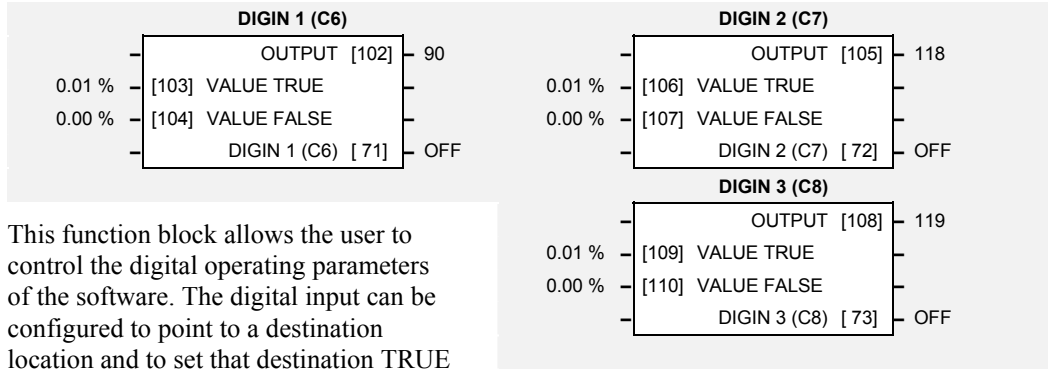 DIGIN 1 (C6)
OUTPUT [102] 90
0.01 % [103] VALUE TRUE
0.00 % [104] VALUE FALSE
DIGIN 1 (C6) [ 71] OFF
DIGIN 2 (C7)
OUTPUT [105] 118
0.01 % [106] VALUE TRUE
0.00 % [107] VALUE FALSE
DIGIN 2 (C7) [ 72] OFF
DIGIN 3 (C8)
OUTPUT [108] 119
0.01 % [109] VALUE TRUE
0.00 % [110] VALUE FALSE
DIGIN 3 (C8) [ 73] OFF
This function block allows the user to
control the digital operating parameters
of the software. The digital input can be
configured to point to a destination
location and to set that destination TRUE